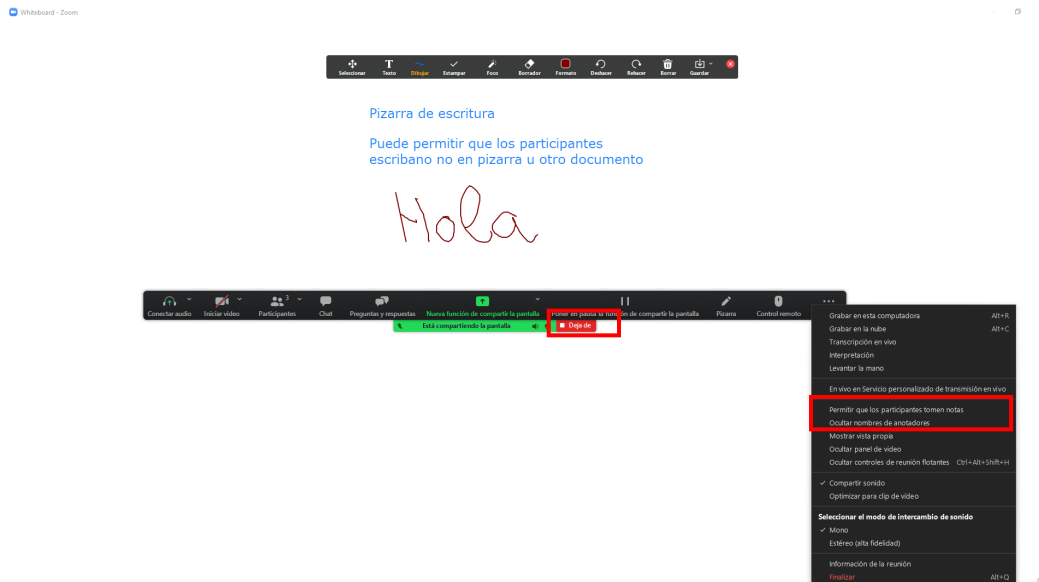 Whiteboard - Zoom
Seleccionar Texto Dibujar Estampar Foco Borrador Formato Deshacer Rehacer Borrar Guardar
Pizarra de escritura
Puede permitir que los participantes
escribano no en pizarra u otro documento
Hola
3
Conectar audio Iniciar video Participantes Chat Preguntas y respuestas Nueva función de compartir la pantalla Poner en pausa la función de compartir la pantalla Pizarra Control remoto
Está compartiendo la pantalla Deja de
Grabar en esta computadora Alt+R
Grabar en la nube Alt+C
Transcripción en vivo
Interpretación
Levantar la mano
En vivo en Servicio personalizado de transmisión en vivo
Permitir que los participantes tomen notas
Ocultar nombres de anotadores
Mostrar vista propia
Ocultar panel de video
Ocultar controles de reunión flotantes Ctrl+Alt+Shift+H
Compartir sonido
Optimizar para clip de vídeo
Seleccionar el modo de intercambio de sonido
Mono
Estéreo (alta fidelidad)
Información de la reunión
Finalizar Alt+Q